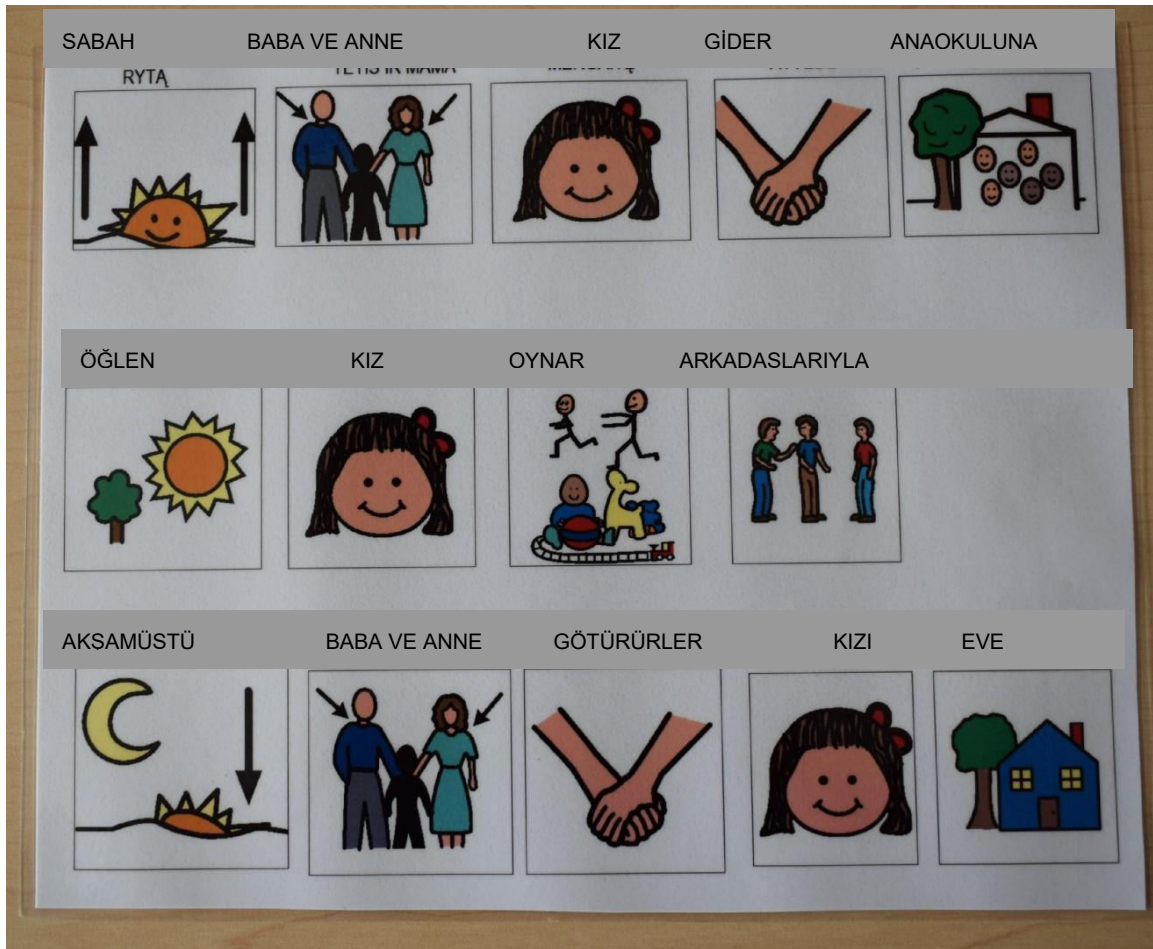 SABAH BABA VE ANNE KIZ GİDER ANAOKULUNA
RYTĄ
ÖĞLEN KIZ OYNAR ARKADASLARIYLA
AKSAMÜSTÜ BABA VE ANNE GÖTÜRÜRLER KIZI EVE